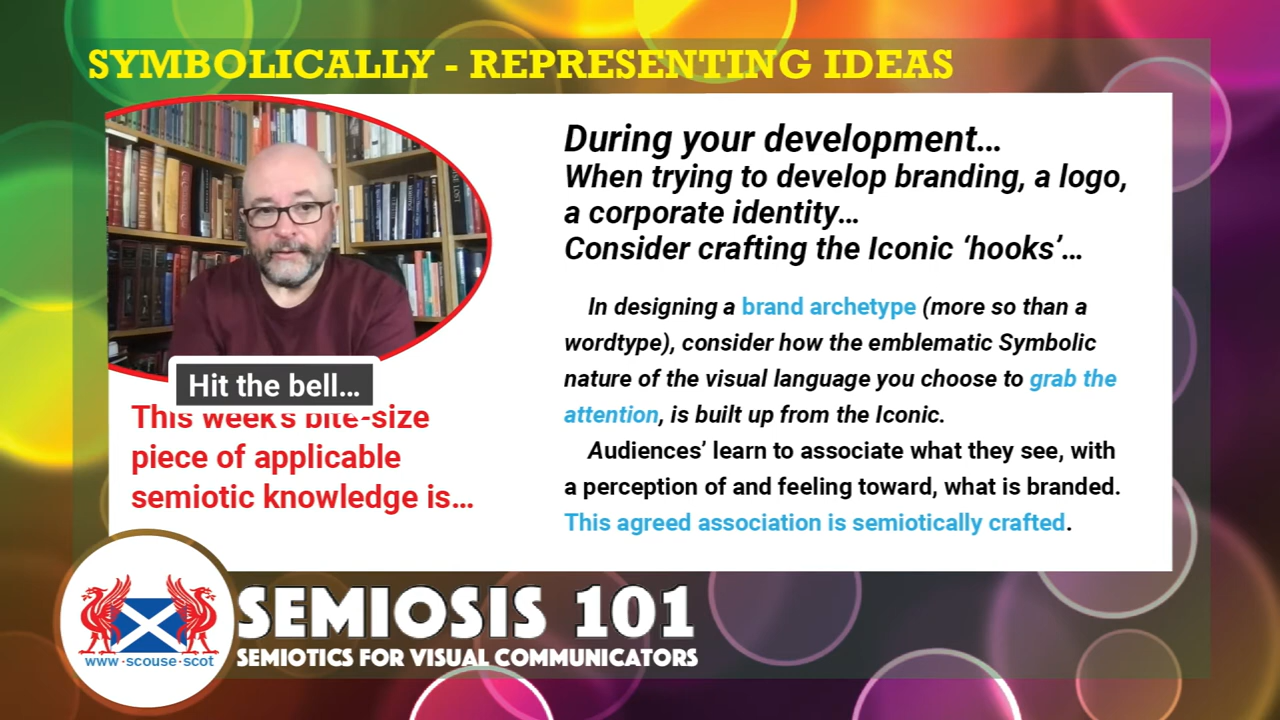 SYMBOLICALLY - REPRESENTING IDEAS
During your development...
When trying to develop branding, a logo,
a corporate identity...
Consider crafting the Iconic ‘hooks’...
In designing a brand archetype (more so than a
wordtype), consider how the emblematic Symbolic
nature of the visual language you choose to grab the
attention, is built up from the Iconic.
Audiences’ learn to associate what they see, with
a perception of and feeling toward, what is branded.
This agreed association is semiotically crafted.
Hit the bell...
This week's bite-size
piece of applicable
semiotic knowledge is...
www·scouse·scot
SEMIOSIS 101
SEMIOTICS FOR VISUAL COMMUNICATORS